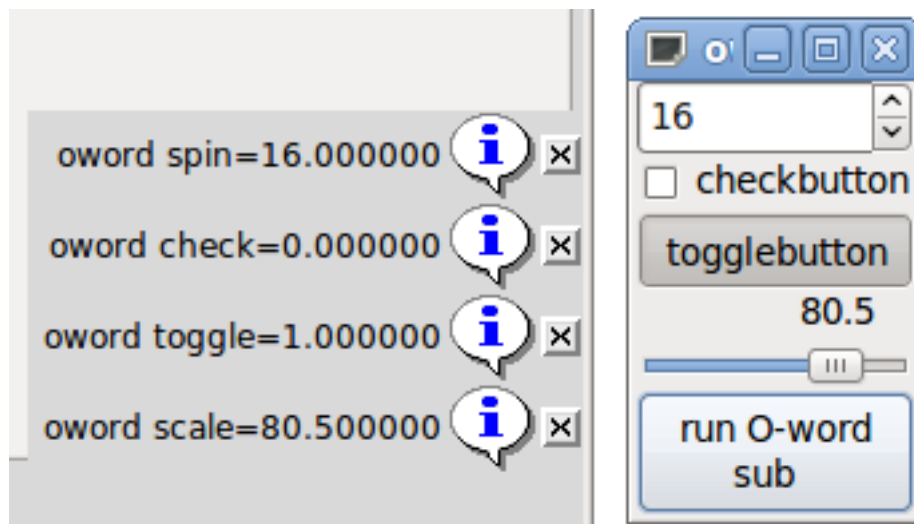 oword spin=16.000000
oword check=0.000000
oword toggle=1.000000
oword scale=80.500000
16
checkbutton
togglebutton
80.5
run O-word
sub